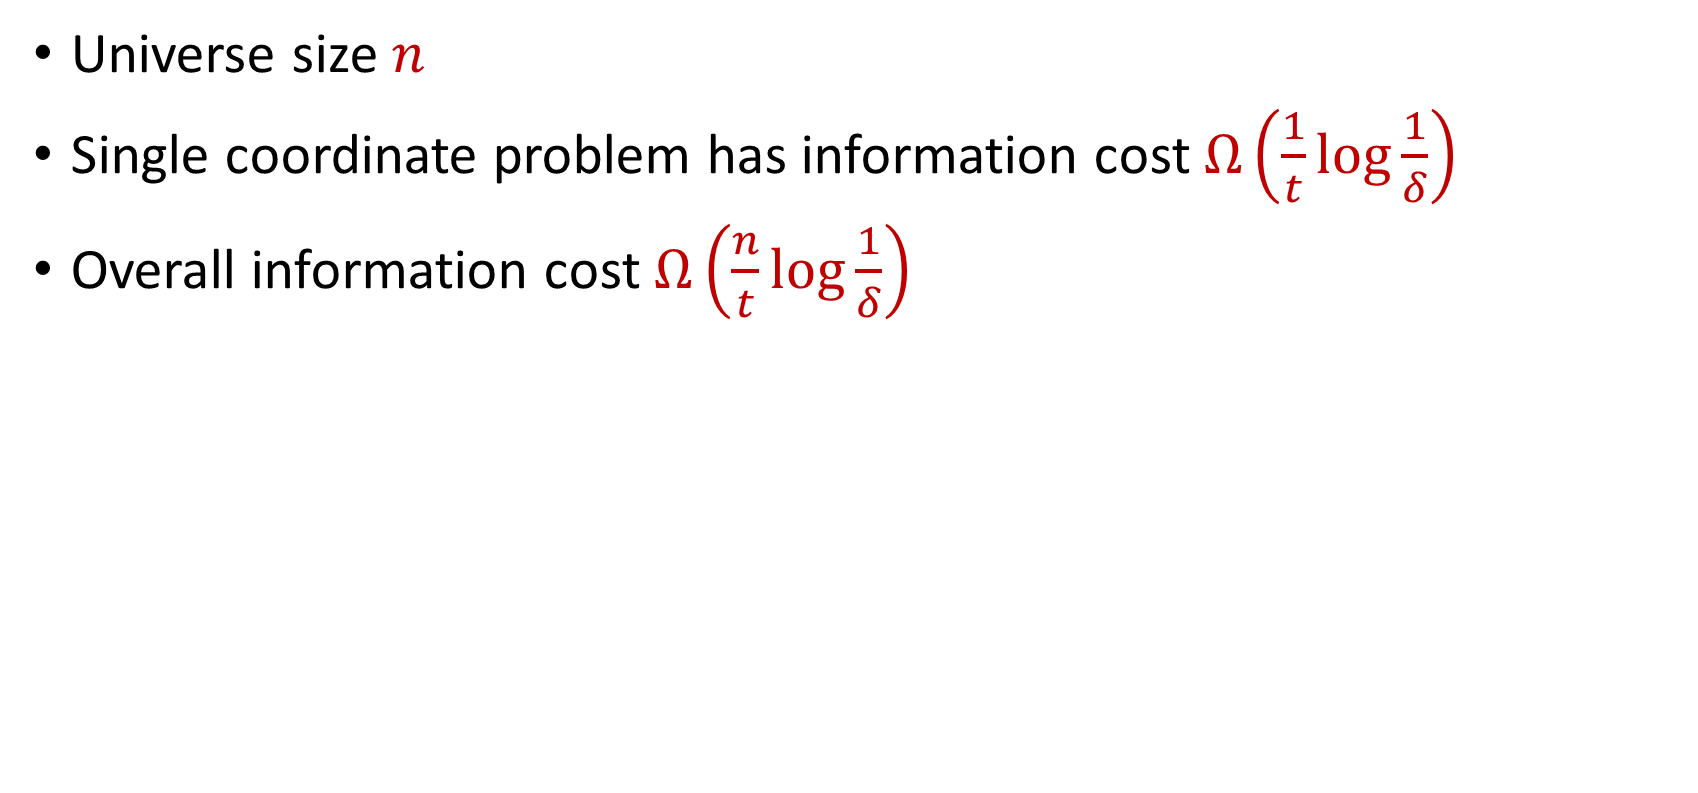 • Universe size 𝑛
• Single coordinate problem has information cost Ω(1/𝑡 log 1/𝛿)
• Overall information cost Ω(𝑛/𝑡 log 1/𝛿)